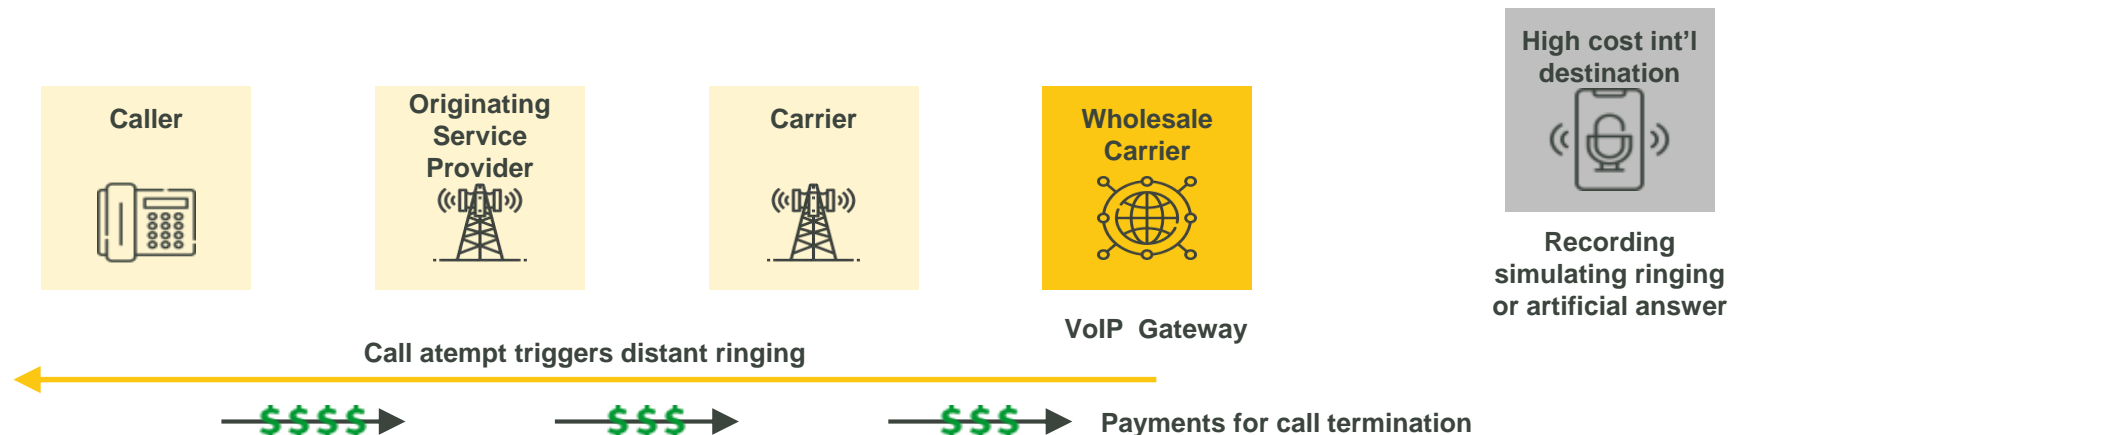 Caller
Originating
Service
Provider
Carrier
Wholesale
Carrier
High cost int’l
destination
Recording
simulating ringing
or artificial answer
VoIP Gateway
Call atempt triggers distant ringing
$$$$
$$$
$$$
Payments for call termination